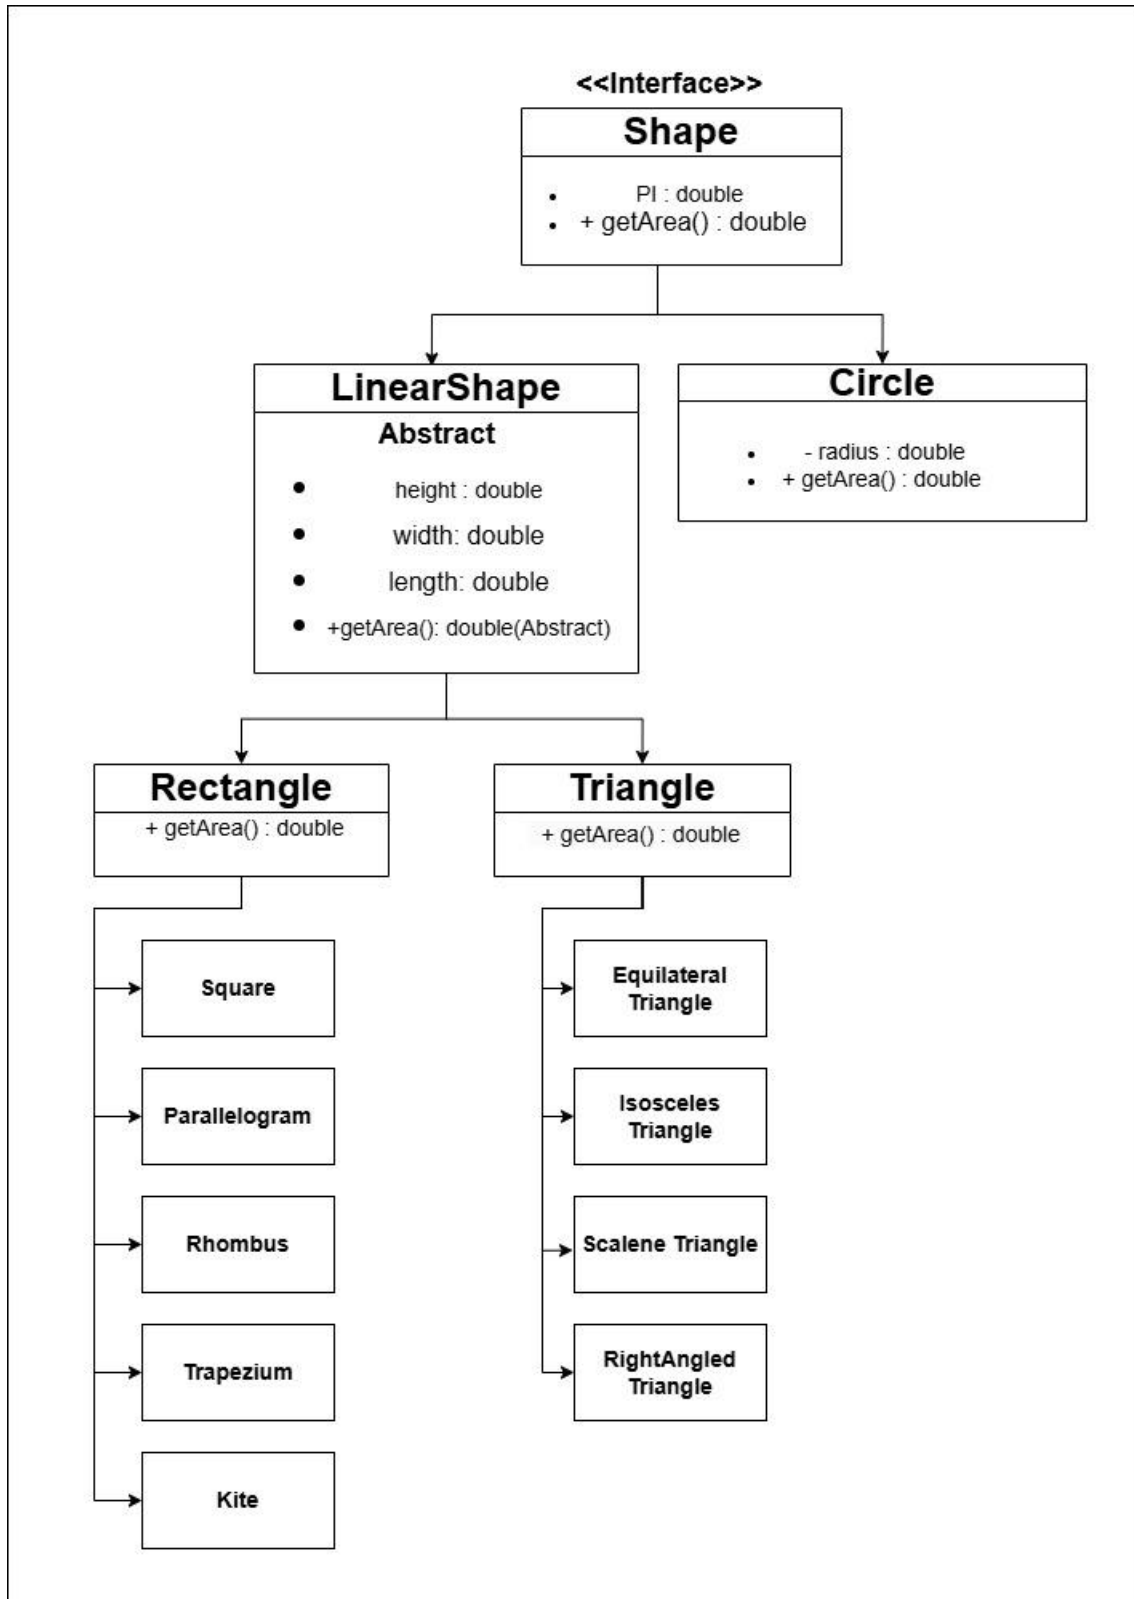 <<Interface>>
Shape
• PI : double
• + getArea() : double
LinearShape
Abstract
• height : double
• width: double
• length: double
• +getArea(): double(Abstract)
Circle
• - radius : double
• + getArea() : double
Rectangle
+ getArea() : double
Triangle
+ getArea() : double
Square
Parallelogram
Rhombus
Trapezium
Kite
Equilateral
Triangle
Isosceles
Triangle
Scalene Triangle
RightAngled
Triangle